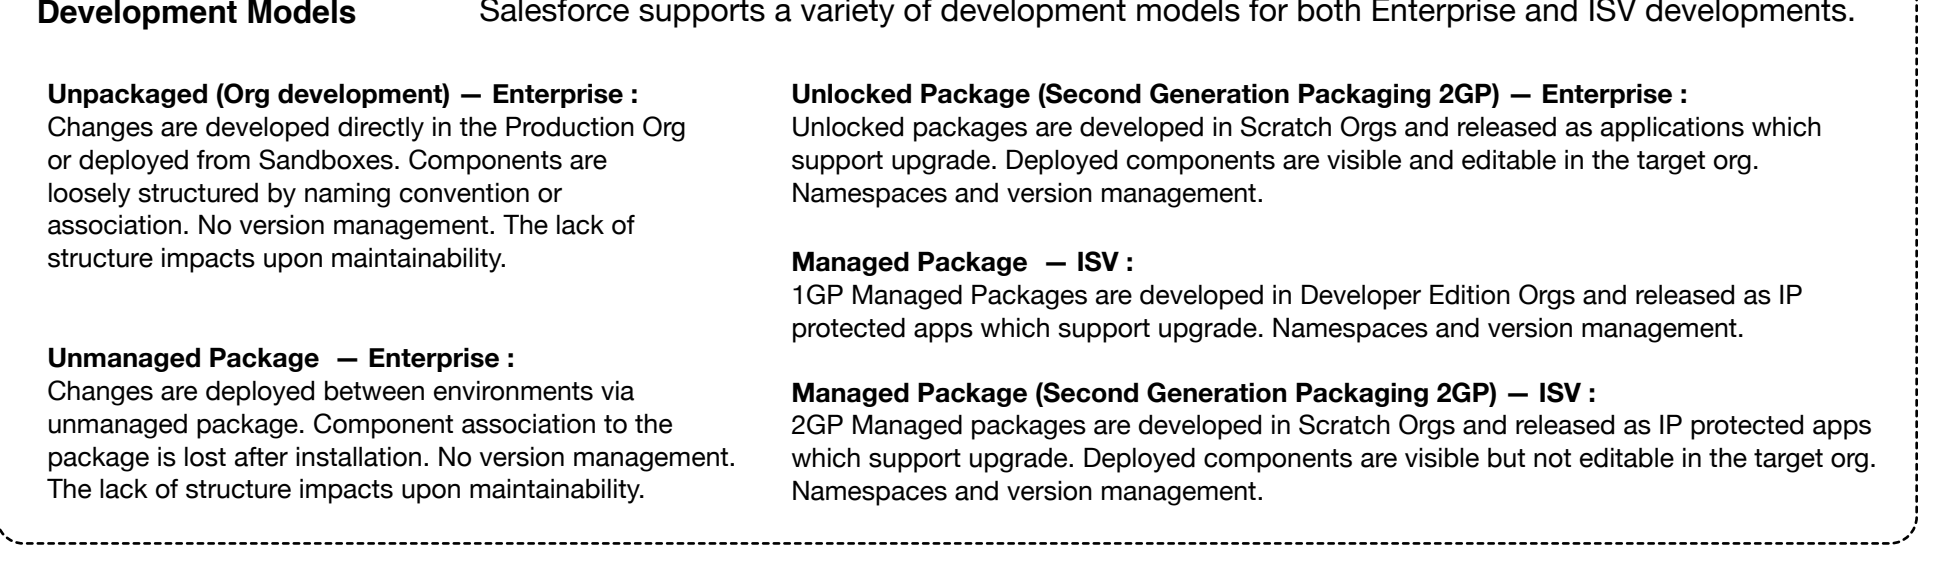 Development Models
Salesforce supports a variety of development models for both Enterprise and ISV developments.
Unpackaged (Org development) — Enterprise :
Changes are developed directly in the Production Org
or deployed from Sandboxes. Components are
loosely structured by naming convention or
association. No version management. The lack of
structure impacts upon maintainability.
Unmanaged Package — Enterprise :
Changes are deployed between environments via
unmanaged package. Component association to the
package is lost after installation. No version management.
The lack of structure impacts upon maintainability.
Unlocked Package (Second Generation Packaging 2GP) — Enterprise :
Unlocked packages are developed in Scratch Orgs and released as applications which
support upgrade. Deployed components are visible and editable in the target org.
Namespaces and version management.
Managed Package — ISV :
1GP Managed Packages are developed in Developer Edition Orgs and released as IP
protected apps which support upgrade. Namespaces and version management.
Managed Package (Second Generation Packaging 2GP) — ISV :
2GP Managed packages are developed in Scratch Orgs and released as IP protected apps
which support upgrade. Deployed components are visible but not editable in the target org.
Namespaces and version management.